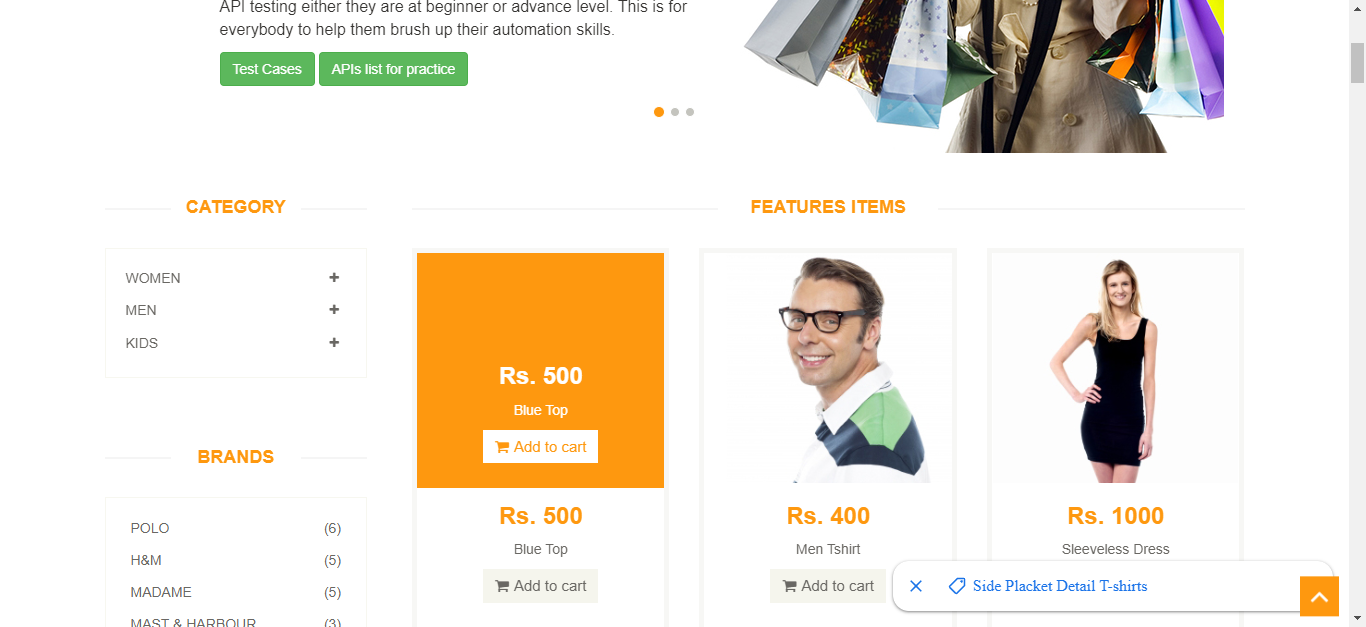 API testing either they are at beginner or advance level. This is for
everybody to help them brush up their automation skills.
Test Cases
APIs list for practice
CATEGORY
WOMEN
MEN
KIDS
BRANDS
POLO (6)
H&M (5)
MADAME (5)
MAST & HARBOUR (3)
FEATURES ITEMS
Rs. 500
Blue Top
Add to cart
Rs. 500
Blue Top
Add to cart
Rs. 400
Men Tshirt
Add to cart
Rs. 1000
Sleeveless Dress
Side Placket Detail T-shirts